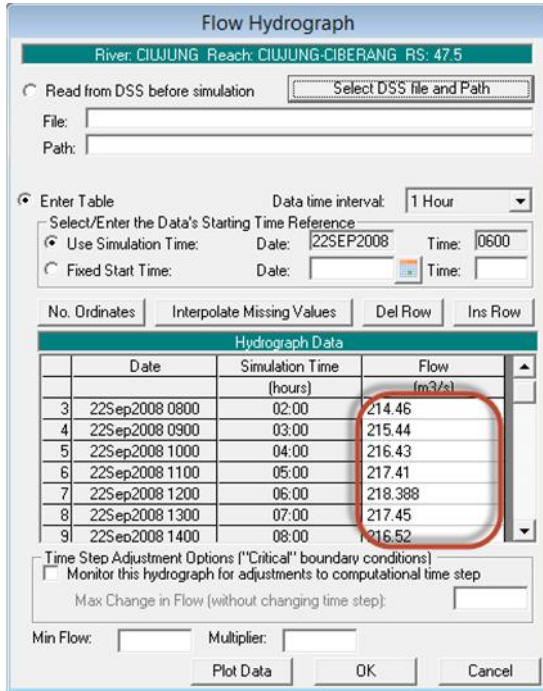 Flow Hydrograph
River: CIUJUNG Reach: CIUJUNG-CIBERANG RS: 47.5
Read from DSS before simulation Select DSS file and Path
File:
Path:
Enter Table Data time interval: 1 Hour
Select/Enter the Data's Starting Time Reference
Use Simulation Time: Date: 22SEP2008 Time: 0600
Fixed Start Time: Date: Time:
No. Ordinates Interpolate Missing Values Del Row Ins Row
Hydrograph Data
Date Simulation Time Flow
(hours) (m3/s)
3 22Sep2008 0800 02:00 214.46
4 22Sep2008 0900 03:00 215.44
5 22Sep2008 1000 04:00 216.43
6 22Sep2008 1100 05:00 217.41
7 22Sep2008 1200 06:00 218.388
8 22Sep2008 1300 07:00 217.45
9 22Sep2008 1400 08:00 216.52
Time Step Adjustment Options ("Critical" boundary conditions)
Monitor this hydrograph for adjustments to computational time step
Max Change in Flow (without changing time step):
Min Flow: Multiplier:
Plot Data OK Cancel